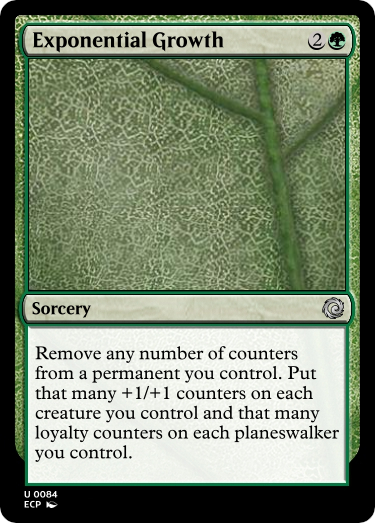 Exponential Growth 2
Sorcery
Remove any number of counters
from a permanent you control. Put
that many +1/+1 counters on each
creature you control and that many
loyalty counters on each planeswalker
you control.
U 0084
ECP